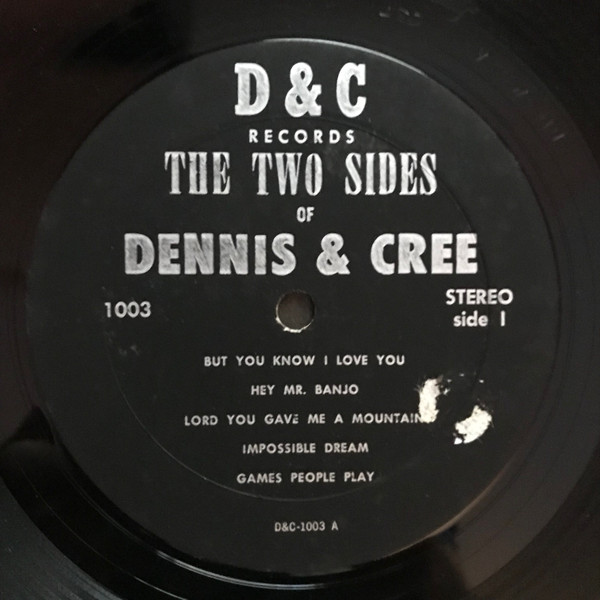 D & C
RECORDS
THE TWO SIDES
OF
DENNIS & CREE
1003
STEREO
side 1
BUT YOU KNOW I LOVE YOU
HEY MR. BANJO
LORD YOU GAVE ME A MOUNTAIN
IMPOSSIBLE DREAM
GAMES PEOPLE PLAY
D&C-1003 A